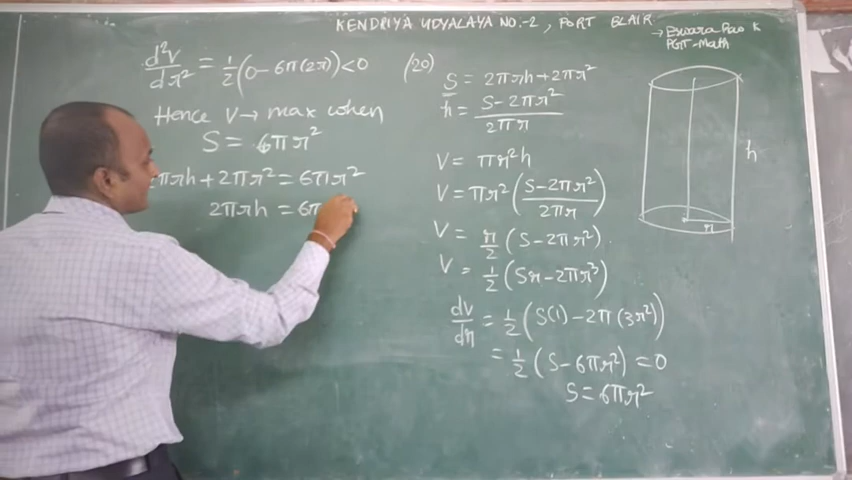 KENDRIYA VIDYALAYA NO.-2, PORT BLAIR
→ Eswara Rao K
PGT-Math
d²v/dr² = 1/2 (0 - 6π(2r)) < 0
Hence V → max when
S = 6πr²
πrh + 2πr² = 6πr²
2πrh = 6π
(20)
S = 2πrh + 2πr²
h = (S - 2πr²)/(2πr)
V = πr²h
V = πr² ((S - 2πr²)/(2πr))
V = r/2 (S - 2πr²)
V = 1/2 (Sr - 2πr³)
dv/dr = 1/2 (S(1) - 2π(3r²))
= 1/2 (S - 6πr²) = 0
S = 6πr²
h
r